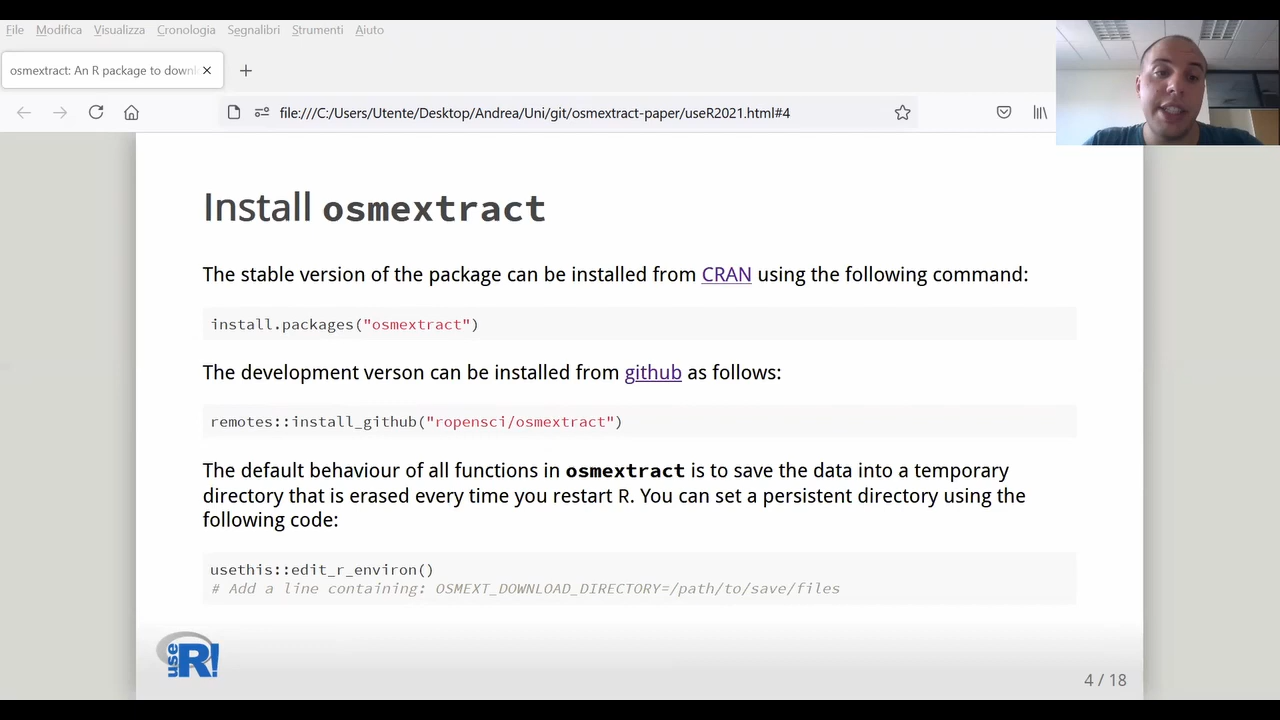 File Modifica Visualizza Cronologia Segnalibri Strumenti Aiuto
osmextract: An R package to downl
file:///C:/Users/Utente/Desktop/Andrea/Uni/git/osmextract-paper/useR2021.html#4
Install osmextract
The stable version of the package can be installed from CRAN using the following command:
install.packages("osmextract")
The development verson can be installed from github as follows:
remotes::install_github("ropensci/osmextract")
The default behaviour of all functions in osmextract is to save the data into a temporary
directory that is erased every time you restart R. You can set a persistent directory using the
following code:
usethis::edit_r_environ()
# Add a line containing: OSMEXT_DOWNLOAD_DIRECTORY=/path/to/save/files
use R!
4 / 18